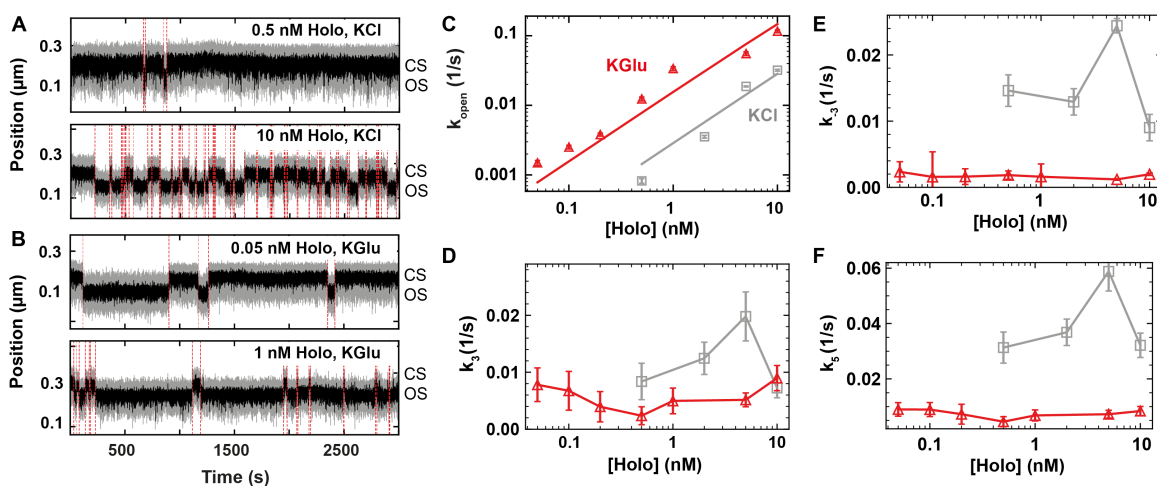 A
0.5 nM Holo, KCl
0.3
0.1
CS
OS
10 nM Holo, KCl
0.3
0.1
CS
OS
Position (µm)
B
0.05 nM Holo, KGlu
0.3
0.1
CS
OS
1 nM Holo, KGlu
0.3
0.1
CS
OS
Position (µm)
500 1500 2500
Time (s)
C
k_open (1/s)
0.1
0.01
0.001
KGlu
KCl
0.1 1 10
[Holo] (nM)
D
k_3 (1/s)
0.02
0.01
0.00
0.1 1 10
[Holo] (nM)
E
k_-3 (1/s)
0.02
0.01
0.00
0.1 1 10
[Holo] (nM)
F
k_5 (1/s)
0.06
0.04
0.02
0.1 1 10
[Holo] (nM)